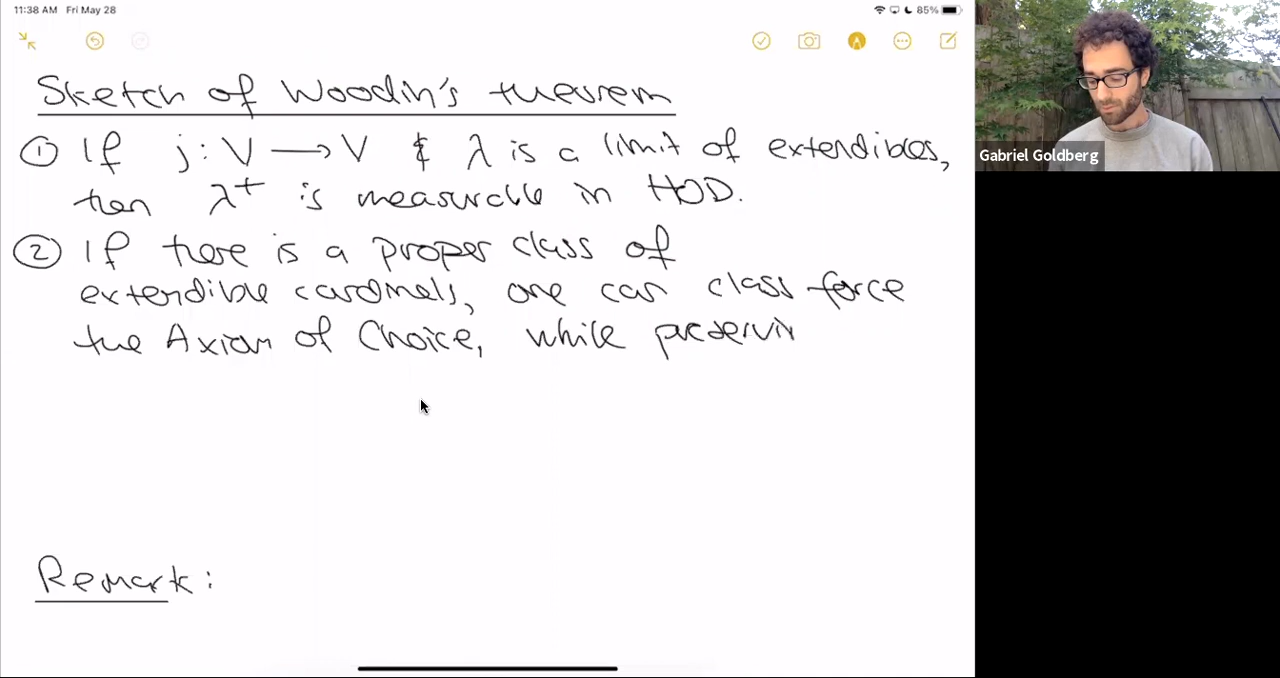 11:38 AM Fri May 28
85%
Sketch of Woodin's theorem
① If j : V ⟶ V & λ is a limit of extendibles,
then λ⁺ is measurable in HOD.
② If there is a proper class of
extendible cardinals, one can class force
the Axiom of Choice, while preservin
Remark :
Gabriel Goldberg